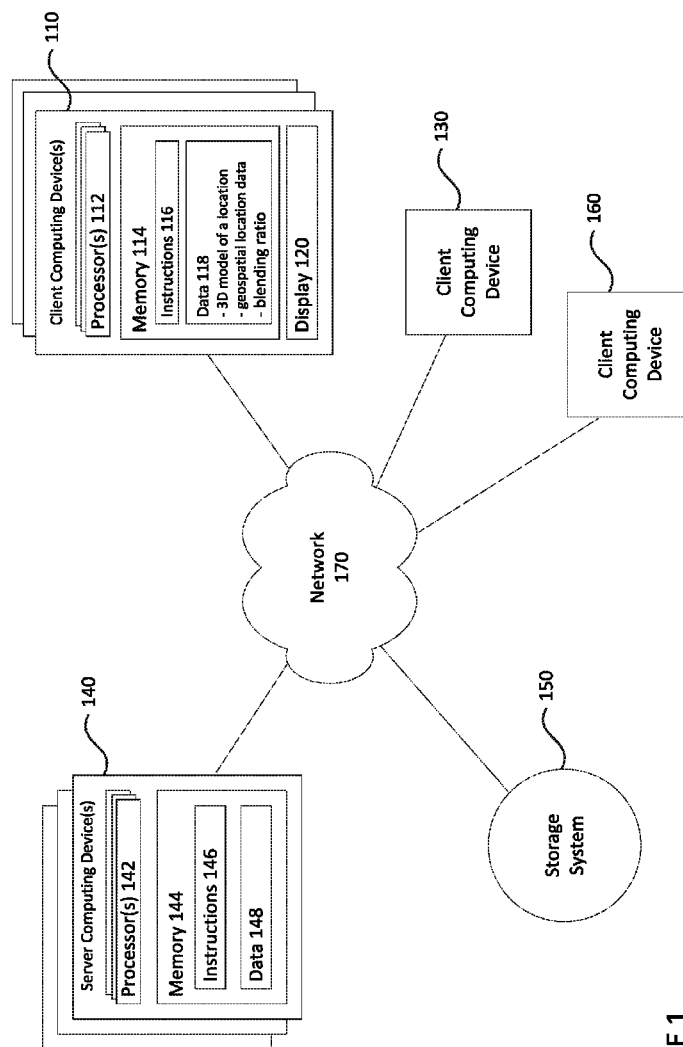 140
Server Computing Device(s)
Processor(s) 142
Memory 144
Instructions 146
Data 148
110
Client Computing Device(s)
Processor(s) 112
Memory 114
Instructions 116
Data 118
- 3D model of a location
- geospatial location data
- blending ratio
Display 120
Network
170
150
Storage
System
130
Client
Computing
Device
160
Client
Computing
Device
E 1